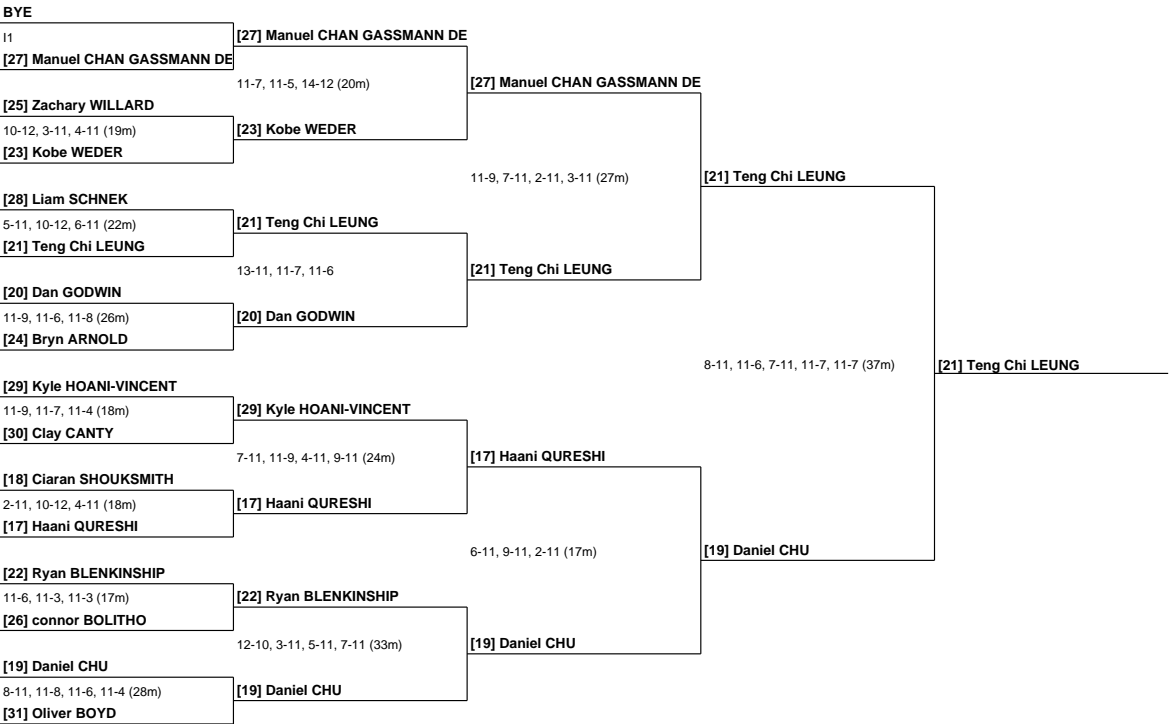 BYE
I1
[27] Manuel CHAN GASSMANN DE
[25] Zachary WILLARD
10-12, 3-11, 4-11 (19m)
[23] Kobe WEDER
[28] Liam SCHNEK
5-11, 10-12, 6-11 (22m)
[21] Teng Chi LEUNG
[20] Dan GODWIN
11-9, 11-6, 11-8 (26m)
[24] Bryn ARNOLD
[29] Kyle HOANI-VINCENT
11-9, 11-7, 11-4 (18m)
[30] Clay CANTY
[18] Ciaran SHOUKSMITH
2-11, 10-12, 4-11 (18m)
[17] Haani QURESHI
[22] Ryan BLENKINSHIP
11-6, 11-3, 11-3 (17m)
[26] connor BOLITHO
[19] Daniel CHU
8-11, 11-8, 11-6, 11-4 (28m)
[31] Oliver BOYD
[27] Manuel CHAN GASSMANN DE
11-7, 11-5, 14-12 (20m)
[23] Kobe WEDER
[21] Teng Chi LEUNG
13-11, 11-7, 11-6
[20] Dan GODWIN
[29] Kyle HOANI-VINCENT
7-11, 11-9, 4-11, 9-11 (24m)
[17] Haani QURESHI
[22] Ryan BLENKINSHIP
12-10, 3-11, 5-11, 7-11 (33m)
[19] Daniel CHU
[27] Manuel CHAN GASSMANN DE
11-9, 7-11, 2-11, 3-11 (27m)
[21] Teng Chi LEUNG
[17] Haani QURESHI
6-11, 9-11, 2-11 (17m)
[19] Daniel CHU
[21] Teng Chi LEUNG
8-11, 11-6, 7-11, 11-7, 11-7 (37m)
[19] Daniel CHU
[21] Teng Chi LEUNG